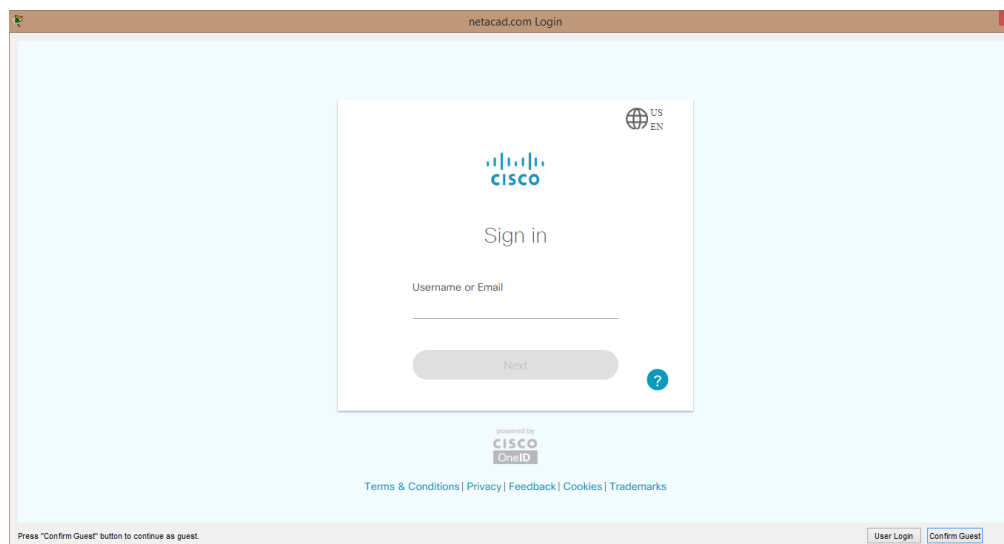 netacad.com Login
US
EN
CISCO
Sign in
Username or Email
Next
?
powered by
CISCO
OneID
Terms & Conditions | Privacy | Feedback | Cookies | Trademarks
Press "Confirm Guest" button to continue as guest.
User Login
Confirm Guest